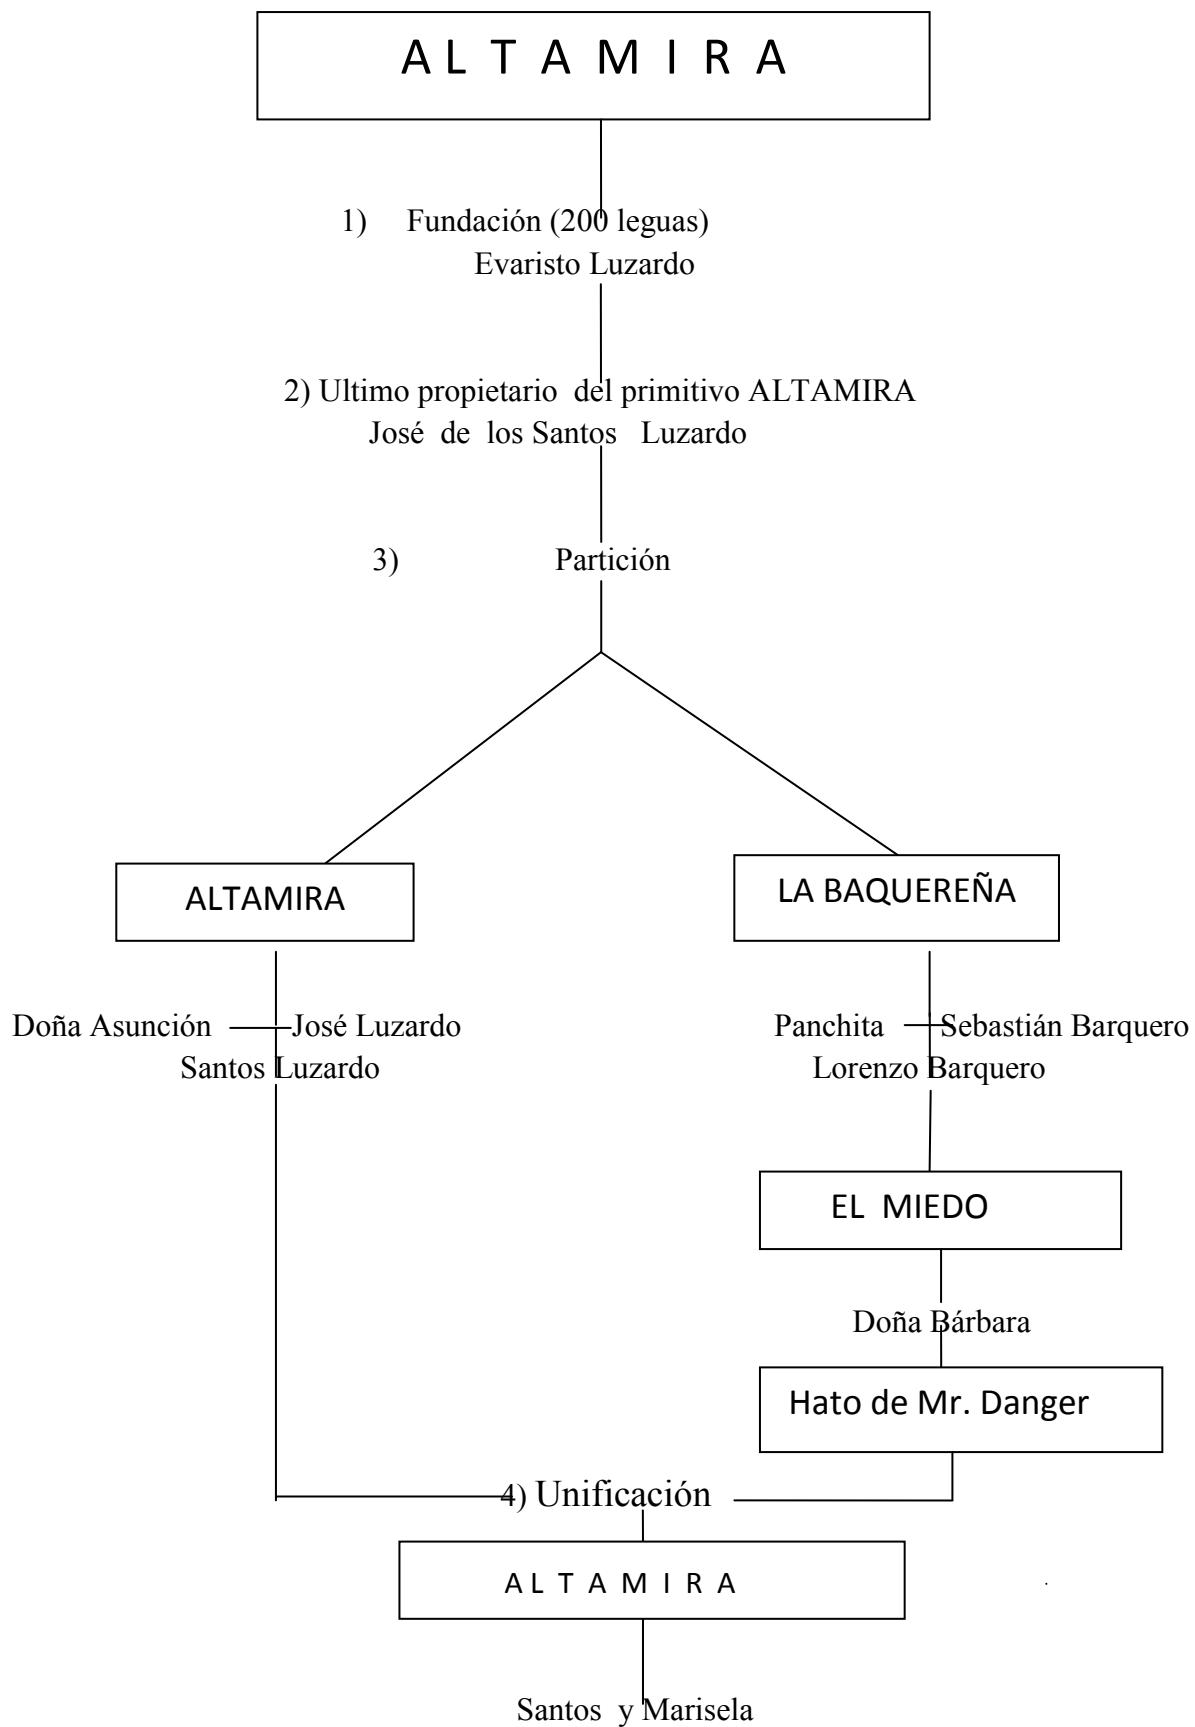 A L T A M I R A
1) Fundación (200 leguas)
Evaristo Luzardo
2) Ultimo propietario del primitivo ALTAMIRA
José de los Santos Luzardo
3) Partición
ALTAMIRA
LA BAQUEREÑA
Doña Asunción José Luzardo
Santos Luzardo
Panchita Sebastián Barquero
Lorenzo Barquero
EL MIEDO
Doña Bárbara
Hato de Mr. Danger
4) Unificación
A L T A M I R A
Santos y Marisela